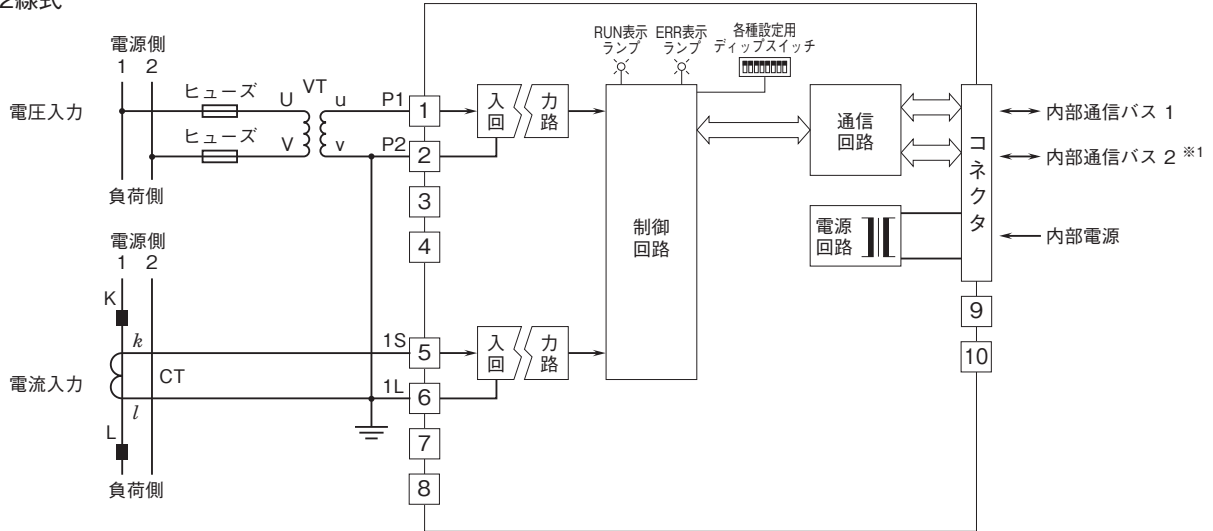 2線式
電源側
1 2
電圧入力
ヒューズ
ヒューズ
U VT u
V v
P1
P2
負荷側
1
2
3
4
入回
力路
RUN表示
ランプ
ERR表示
ランプ
各種設定用
ディップスイッチ
制御
回路
通信
回路
電源
回路
コネクタ
内部通信バス 1
内部通信バス 2 ※1
内部電源
9
10
電源側
1 2
K
k
電流入力
CT
l
L
負荷側
1S
1L
5
6
7
8
入回
力路